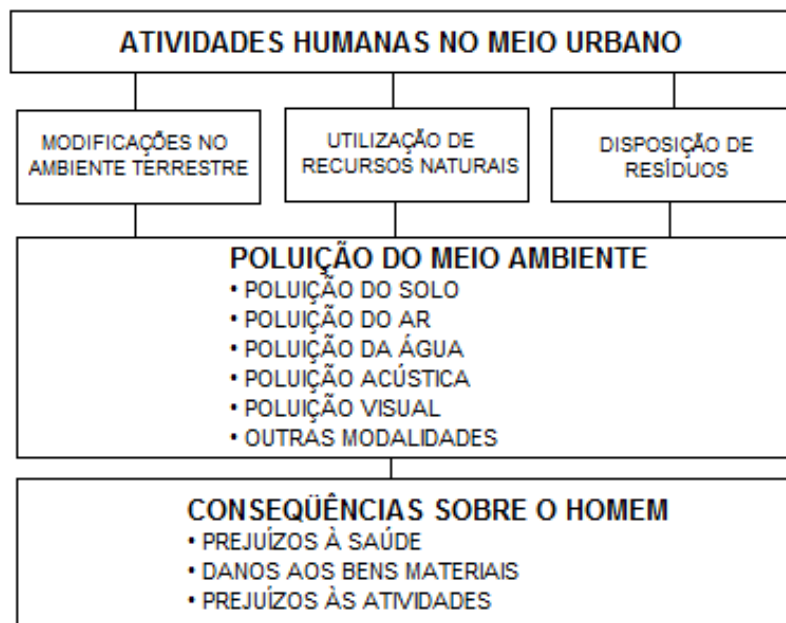 ATIVIDADES HUMANAS NO MEIO URBANO
MODIFICAÇÕES NO
AMBIENTE TERRESTRE
UTILIZAÇÃO DE
RECURSOS NATURAIS
DISPOSIÇÃO DE
RESÍDUOS
POLUIÇÃO DO MEIO AMBIENTE
• POLUIÇÃO DO SOLO
• POLUIÇÃO DO AR
• POLUIÇÃO DA ÁGUA
• POLUIÇÃO ACÚSTICA
• POLUIÇÃO VISUAL
• OUTRAS MODALIDADES
CONSEQÜÊNCIAS SOBRE O HOMEM
• PREJUÍZOS À SAÚDE
• DANOS AOS BENS MATERIAIS
• PREJUÍZOS ÀS ATIVIDADES